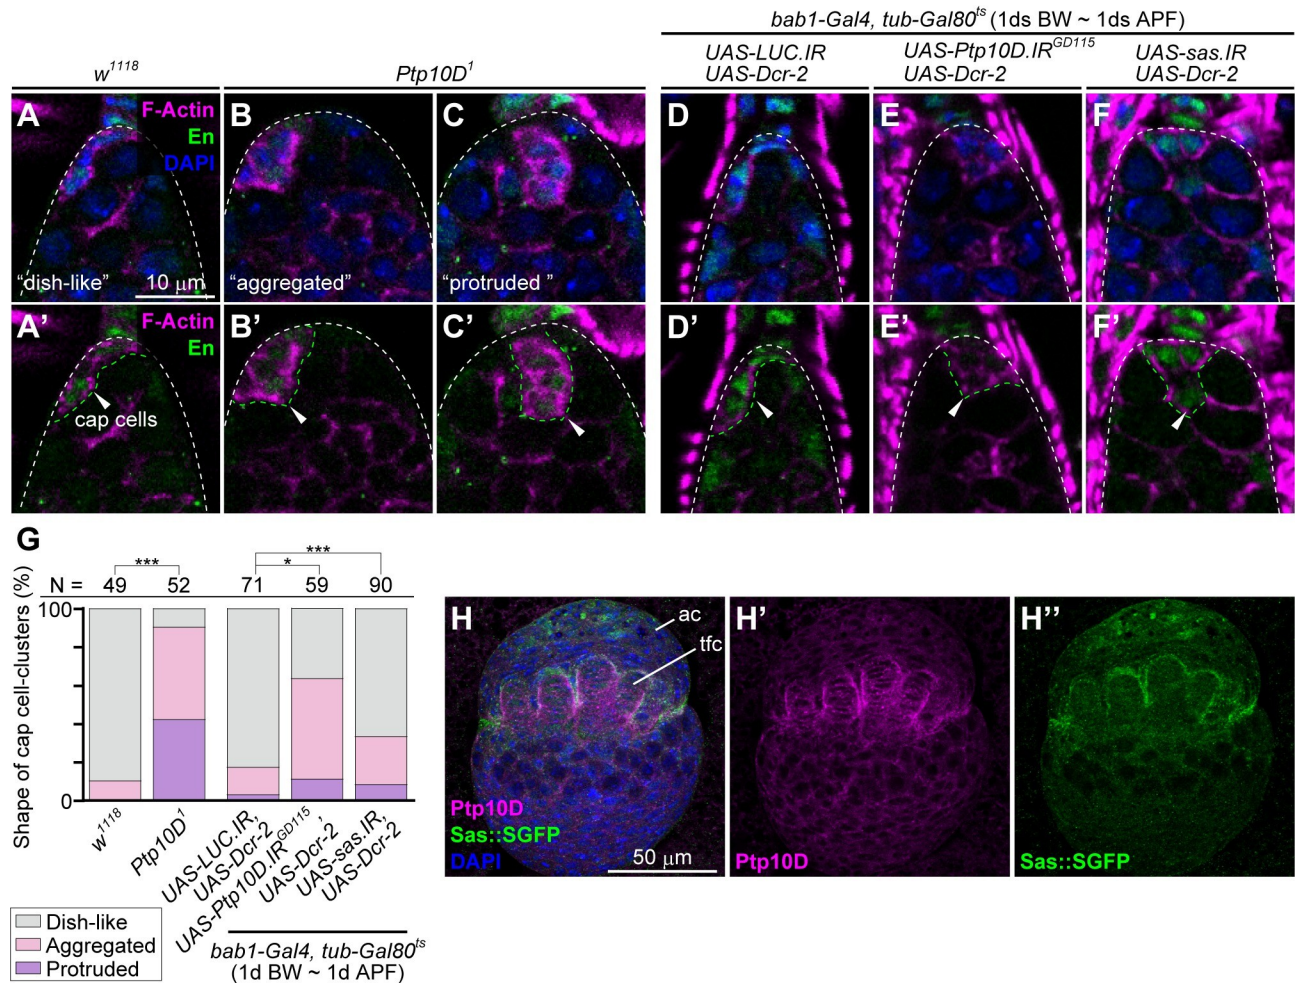 bab1-Gal4, tub-Gal80ts (1ds BW ~ 1ds APF)
w1118
Ptp10D1
UAS-LUC.IR
UAS-Dcr-2
UAS-Ptp10D.IRGD115
UAS-Dcr-2
UAS-sas.IR
UAS-Dcr-2
A
F-Actin
En
DAPI
"dish-like"
10 μm
B
"aggregated"
C
"protruded "
D
E
F
A’
F-Actin
En
cap cells
B’
C’
D’
E’
F’
G
*** * ***
N = 49 52 71 59 90
Shape of cap cell-clusters (%)
100
0
w1118
Ptp10D1
UAS-LUC.IR,
UAS-Dcr-2
UAS-Ptp10D.IRGD115,
UAS-Dcr-2
UAS-sas.IR,
UAS-Dcr-2
bab1-Gal4, tub-Gal80ts
(1d BW ~ 1d APF)
Dish-like
Aggregated
Protruded
H
ac
tfc
Ptp10D
Sas::SGFP
DAPI
50 μm
H’
Ptp10D
H’’
Sas::SGFP